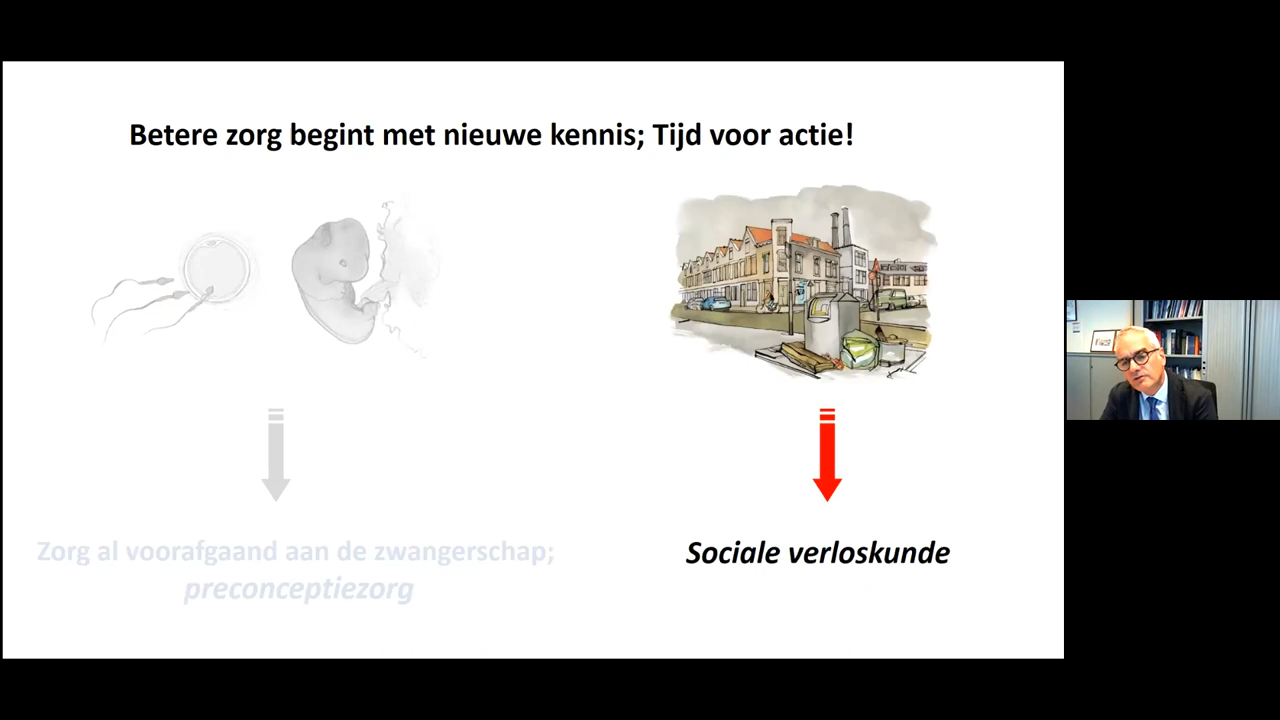 Betere zorg begint met nieuwe kennis; Tijd voor actie!
Zorg al voorafgaand aan de zwangerschap;
preconceptiezorg
Sociale verloskunde